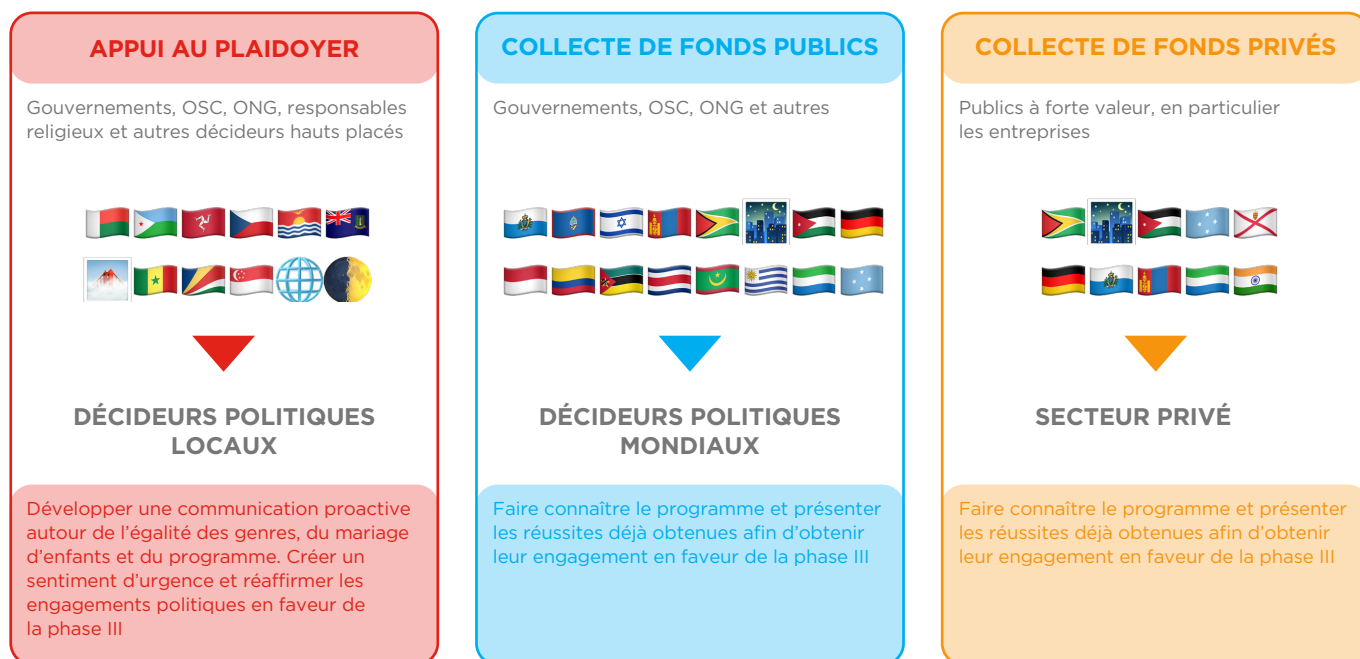 APPUI AU PLAIDOYER
Gouvernements, OSC, ONG, responsables
religieux et autres décideurs hauts placés
DÉCIDEURS POLITIQUES
LOCAUX
Développer une communication proactive
autour de l’égalité des genres, du mariage
d’enfants et du programme. Créer un
sentiment d’urgence et réaffirmer les
engagements politiques en faveur de
la phase III
COLLECTE DE FONDS PUBLICS
Gouvernements, OSC, ONG et autres
DÉCIDEURS POLITIQUES
MONDIAUX
Faire connaître le programme et présenter
les réussites déjà obtenues afin d’obtenir
leur engagement en faveur de la phase III
COLLECTE DE FONDS PRIVÉS
Publics à forte valeur, en particulier
les entreprises
SECTEUR PRIVÉ
Faire connaître le programme et présenter
les réussites déjà obtenues afin d’obtenir
leur engagement en faveur de la phase III